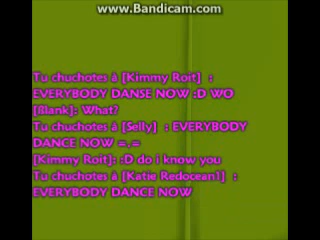 www.Bandicam.com
Tu chuchotes à [Kimmy Roit] :
EVERYBODY DANSE NOW :D WO
[Blank]: What?
Tu chuchotes à [Selly] : EVERYBODY
DANCE NOW =.=
[Kimmy Roit]: :D do i know you
Tu chuchotes à [Katie Redocean1] :
EVERYBODY DANCE NOW